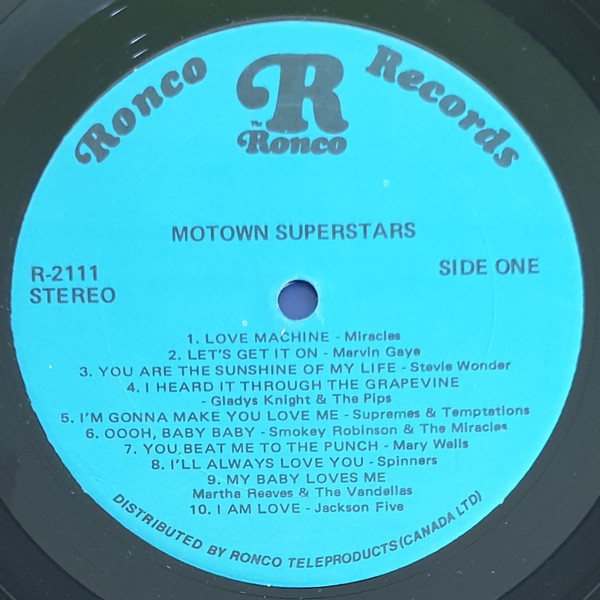 Ronco Records
R
The
Ronco
MOTOWN SUPERSTARS
R-2111
STEREO
SIDE ONE
1. LOVE MACHINE - Miracles
2. LET'S GET IT ON - Marvin Gaye
3. YOU ARE THE SUNSHINE OF MY LIFE - Stevie Wonder
4. I HEARD IT THROUGH THE GRAPEVINE
- Gladys Knight & The Pips
5. I'M GONNA MAKE YOU LOVE ME - Supremes & Temptations
6. OOOH, BABY BABY - Smokey Robinson & The Miracles
7. YOU BEAT ME TO THE PUNCH - Mary Wells
8. I'LL ALWAYS LOVE YOU - Spinners
9. MY BABY LOVES ME
Martha Reeves & The Vandellas
10. I AM LOVE - Jackson Five
DISTRIBUTED BY RONCO TELEPRODUCTS (CANADA LTD)